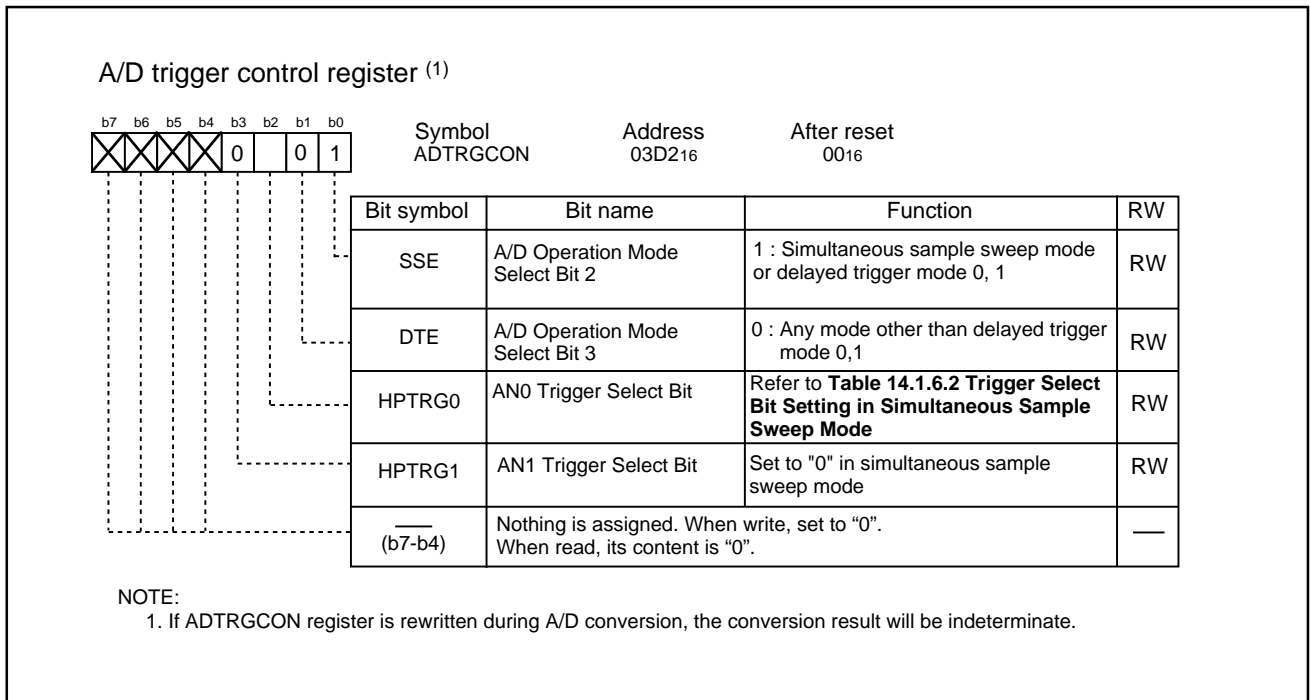 A/D trigger control register (1)
b7 b6 b5 b4 b3 b2 b1 b0
0 0 1
Symbol Address After reset
ADTRGCON 03D216 0016
Bit symbol Bit name Function RW
SSE
A/D Operation Mode
Select Bit 2
1 : Simultaneous sample sweep mode
or delayed trigger mode 0, 1
RW
DTE
A/D Operation Mode
Select Bit 3
0 : Any mode other than delayed trigger
mode 0,1
RW
HPTRG0
AN0 Trigger Select Bit
Refer to Table 14.1.6.2 Trigger Select
Bit Setting in Simultaneous Sample
Sweep Mode
RW
HPTRG1
AN1 Trigger Select Bit
Set to "0" in simultaneous sample
sweep mode
RW
(b7-b4)
Nothing is assigned. When write, set to “0”.
When read, its content is “0”.
NOTE:
1. If ADTRGCON register is rewritten during A/D conversion, the conversion result will be indeterminate.